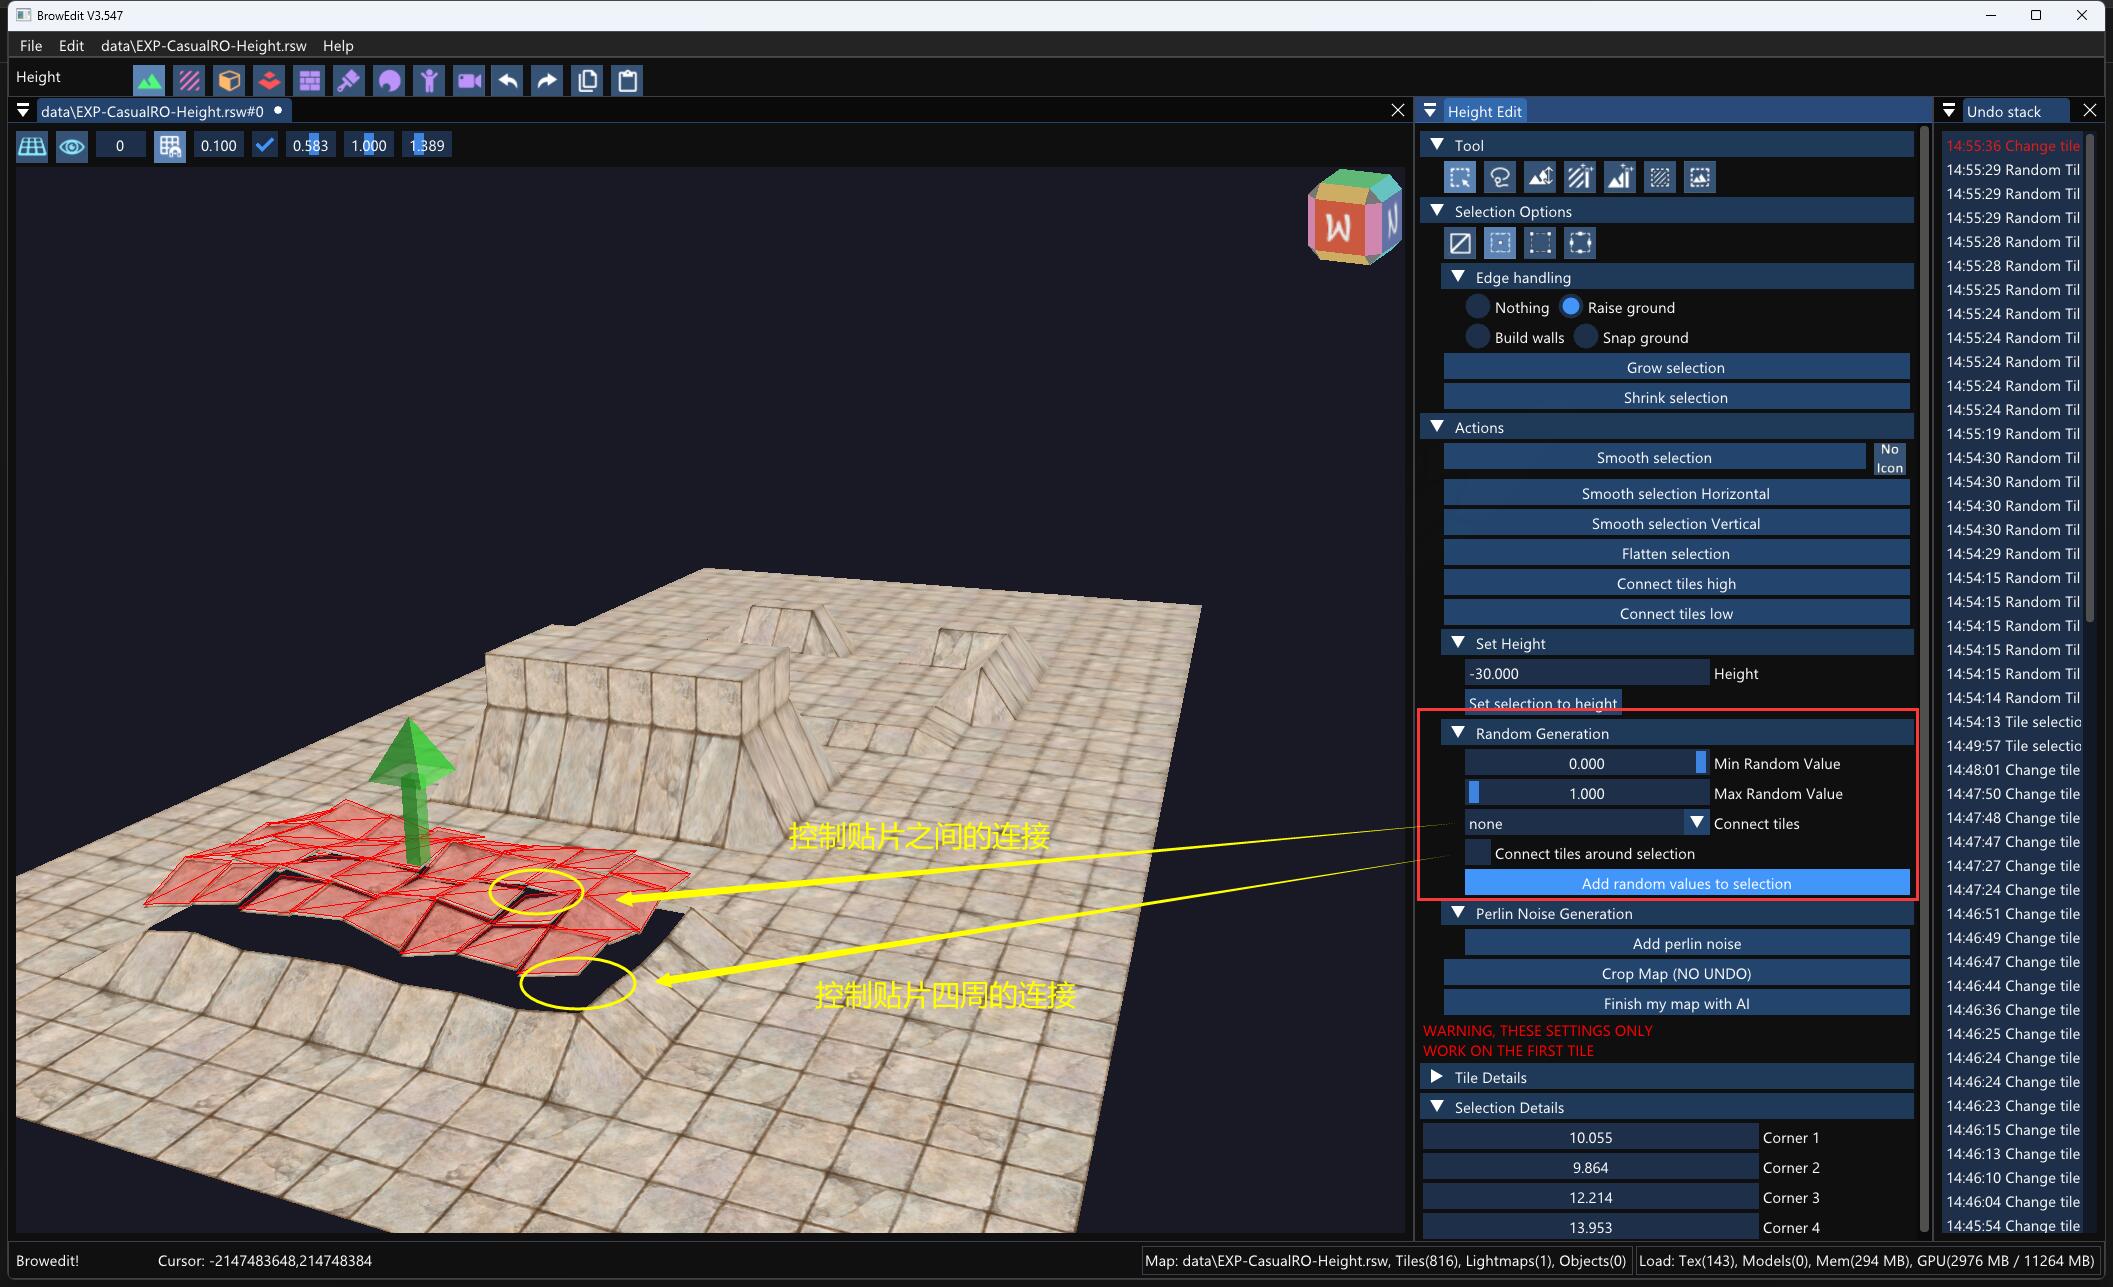 BrowEdit V3.547
File Edit data\EXP-CasualRO-Height.rsw Help
Height
data\EXP-CasualRO-Height.rsw#0
0 0.100 0.583 1.000 1.389
W N
控制贴片之间的连接
控制贴片四周的连接
Height Edit
Tool
Selection Options
Edge handling
Nothing Raise ground
Build walls Snap ground
Grow selection
Shrink selection
Actions
Smooth selection No Icon
Smooth selection Horizontal
Smooth selection Vertical
Flatten selection
Connect tiles high
Connect tiles low
Set Height
-30.000 Height
Set selection to height
Random Generation
0.000 Min Random Value
1.000 Max Random Value
none Connect tiles
Connect tiles around selection
Add random values to selection
Perlin Noise Generation
Add perlin noise
Crop Map (NO UNDO)
Finish my map with AI
WARNING, THESE SETTINGS ONLY
WORK ON THE FIRST TILE
Tile Details
Selection Details
10.055 Corner 1
9.864 Corner 2
12.214 Corner 3
13.953 Corner 4
Undo stack
14:55:36 Change tile
14:55:29 Random Til
14:55:29 Random Til
14:55:29 Random Til
14:55:28 Random Til
14:55:28 Random Til
14:55:25 Random Til
14:55:24 Random Til
14:55:24 Random Til
14:55:24 Random Til
14:55:24 Random Til
14:55:24 Random Til
14:55:19 Random Til
14:54:30 Random Til
14:54:30 Random Til
14:54:30 Random Til
14:54:30 Random Til
14:54:29 Random Til
14:54:15 Random Til
14:54:15 Random Til
14:54:15 Random Til
14:54:15 Random Til
14:54:15 Random Til
14:54:14 Random Til
14:54:13 Tile selectio
14:49:57 Tile selectio
14:48:01 Change tile
14:47:50 Change tile
14:47:48 Change tile
14:47:47 Change tile
14:47:27 Change tile
14:47:24 Change tile
14:46:51 Change tile
14:46:49 Change tile
14:46:47 Change tile
14:46:44 Change tile
14:46:36 Change tile
14:46:25 Change tile
14:46:24 Change tile
14:46:24 Change tile
14:46:23 Change tile
14:46:15 Change tile
14:46:13 Change tile
14:46:10 Change tile
14:46:04 Change tile
14:45:54 Change tile
Browedit! Cursor: -2147483648,214748384 Map: data\EXP-CasualRO-Height.rsw, Tiles(816), Lightmaps(1), Objects(0) Load: Tex(143), Models(0), Mem(294 MB), GPU(2976 MB / 11264 MB)